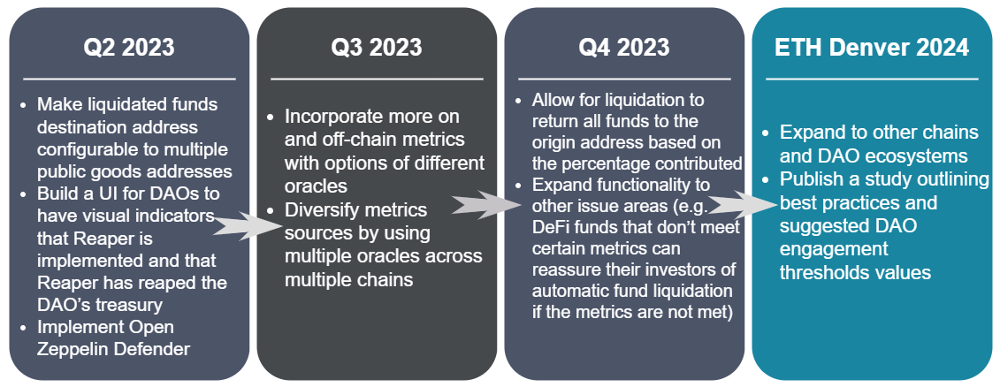 Q2 2023
• Make liquidated funds
destination address
configurable to multiple
public goods addresses
• Build a UI for DAOs to
have visual indicators
that Reaper is
implemented and that
Reaper has reaped the
DAO’s treasury
• Implement Open
Zeppelin Defender
Q3 2023
• Incorporate more on
and off-chain metrics
with options of different
oracles
• Diversify metrics
sources by using
multiple oracles across
multiple chains
Q4 2023
• Allow for liquidation to
return all funds to the
origin address based on
the percentage contributed
• Expand functionality to
other issue areas (e.g.
DeFi funds that don’t meet
certain metrics can
reassure their investors of
automatic fund liquidation
if the metrics are not met)
ETH Denver 2024
• Expand to other chains
and DAO ecosystems
• Publish a study outlining
best practices and
suggested DAO
engagement
thresholds values